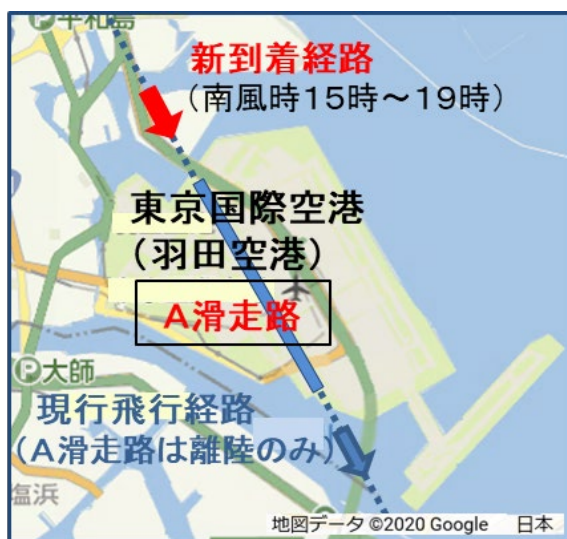 平和島
新到着経路
(南風時15時~19時)
東京国際空港
(羽田空港)
A滑走路
大師
現行飛行経路
(A滑走路は離陸のみ)
塩浜
地図データ ©2020 Google 日本